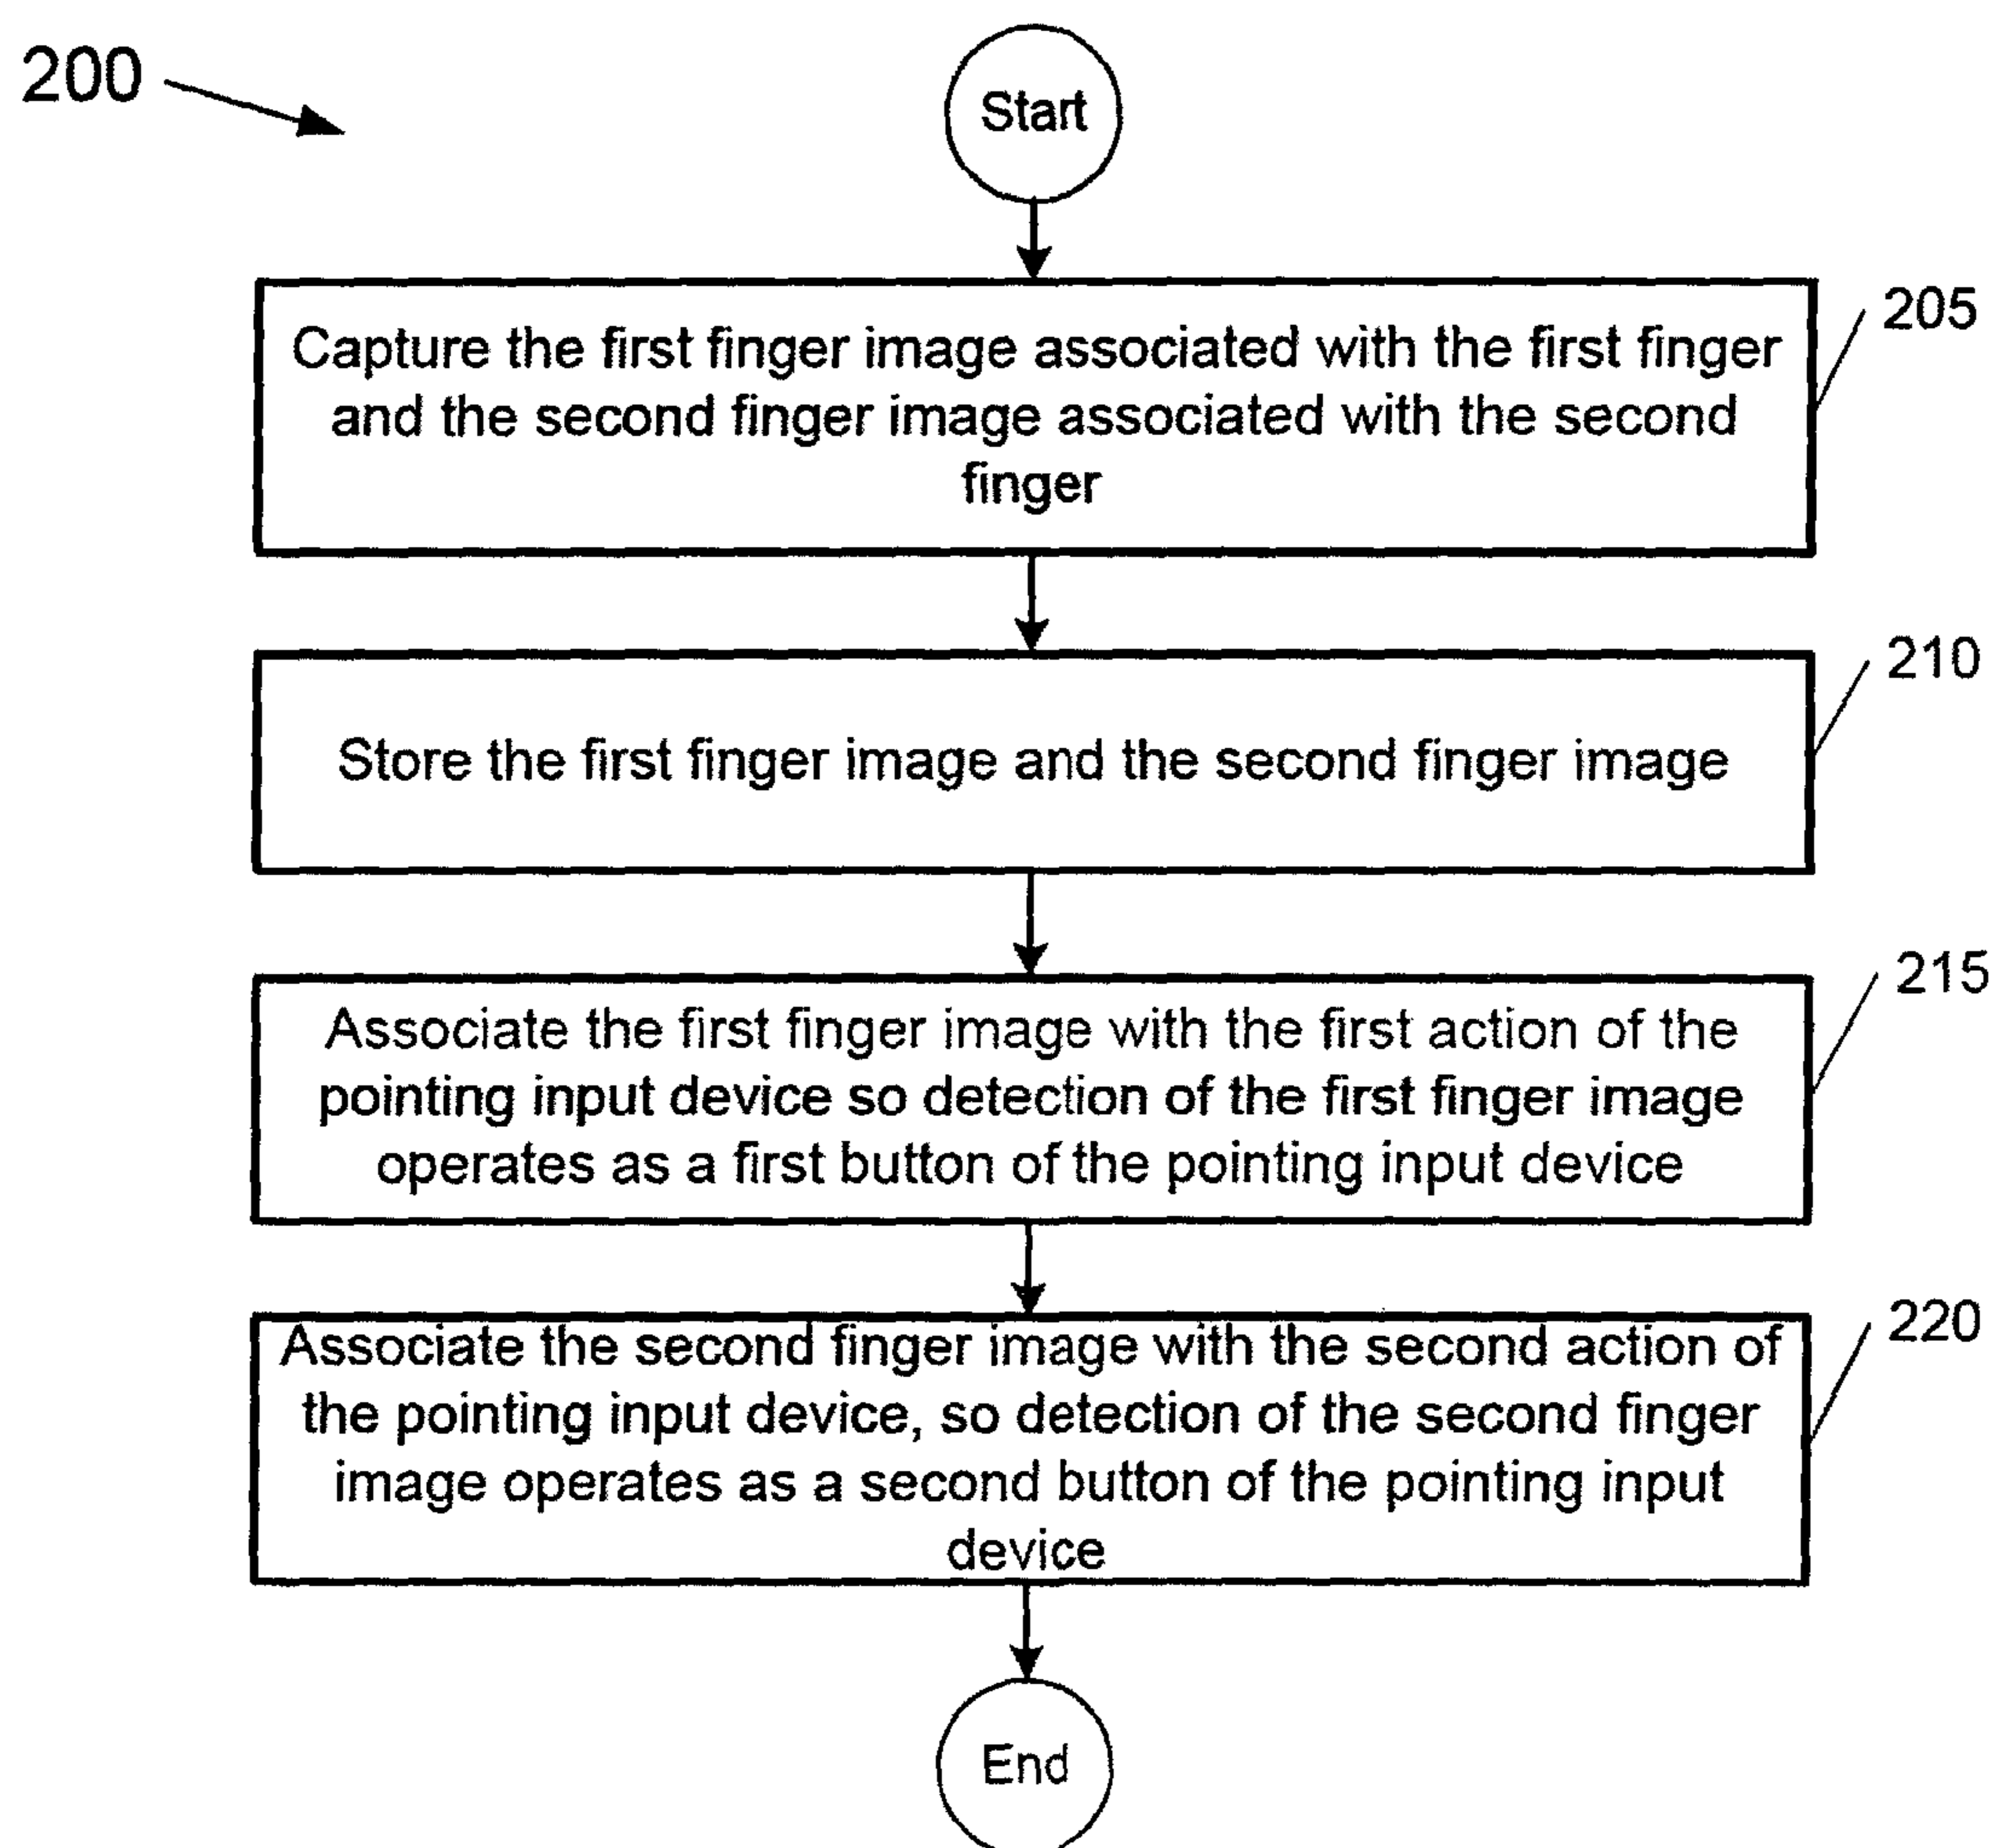 200
Start
205
Capture the first finger image associated with the first finger
and the second finger image associated with the second
finger
210
Store the first finger image and the second finger image
215
Associate the first finger image with the first action of the
pointing input device so detection of the first finger image
operates as a first button of the pointing input device
220
Associate the second finger image with the second action of
the pointing input device, so detection of the second finger
image operates as a second button of the pointing input
device
End